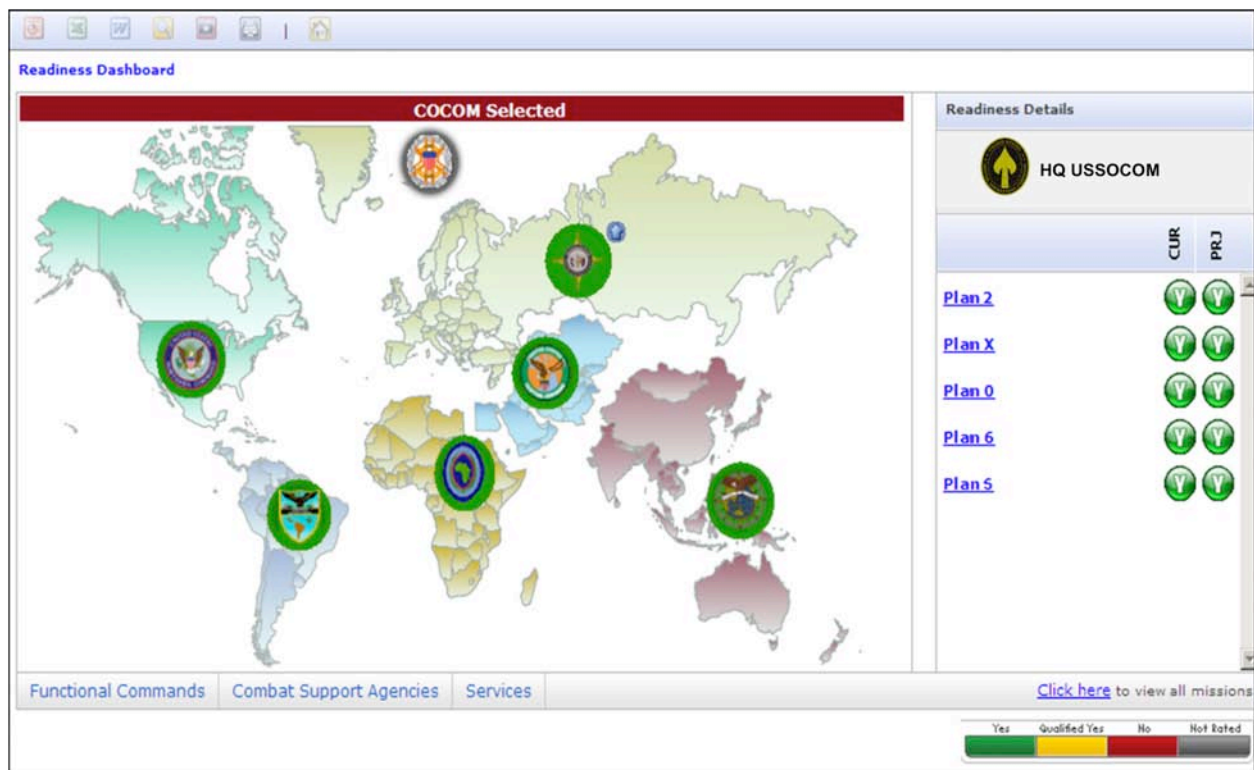 Readiness Dashboard
COCOM Selected
Readiness Details
HQ USSOCOM
CUR PRJ
Plan 2 Y Y
Plan X Y Y
Plan 0 Y Y
Plan 6 Y Y
Plan 5 Y Y
Functional Commands Combat Support Agencies Services
Click here to view all missions
Yes Qualified Yes No Not Rated